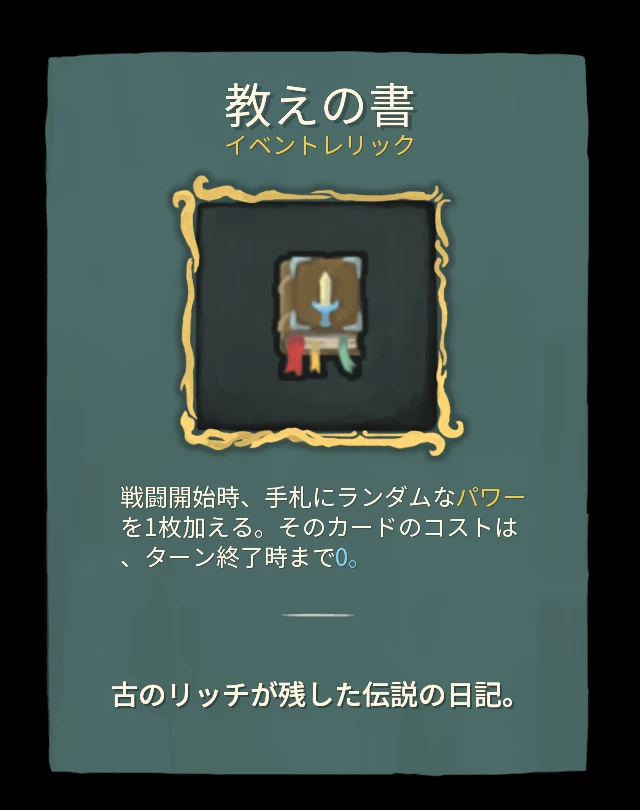 教えの書
イベントレリック
戦闘開始時、手札にランダムなパワー
を1枚加える。そのカードのコストは
、ターン終了時まで0。
古のリッチが残した伝説の日記。